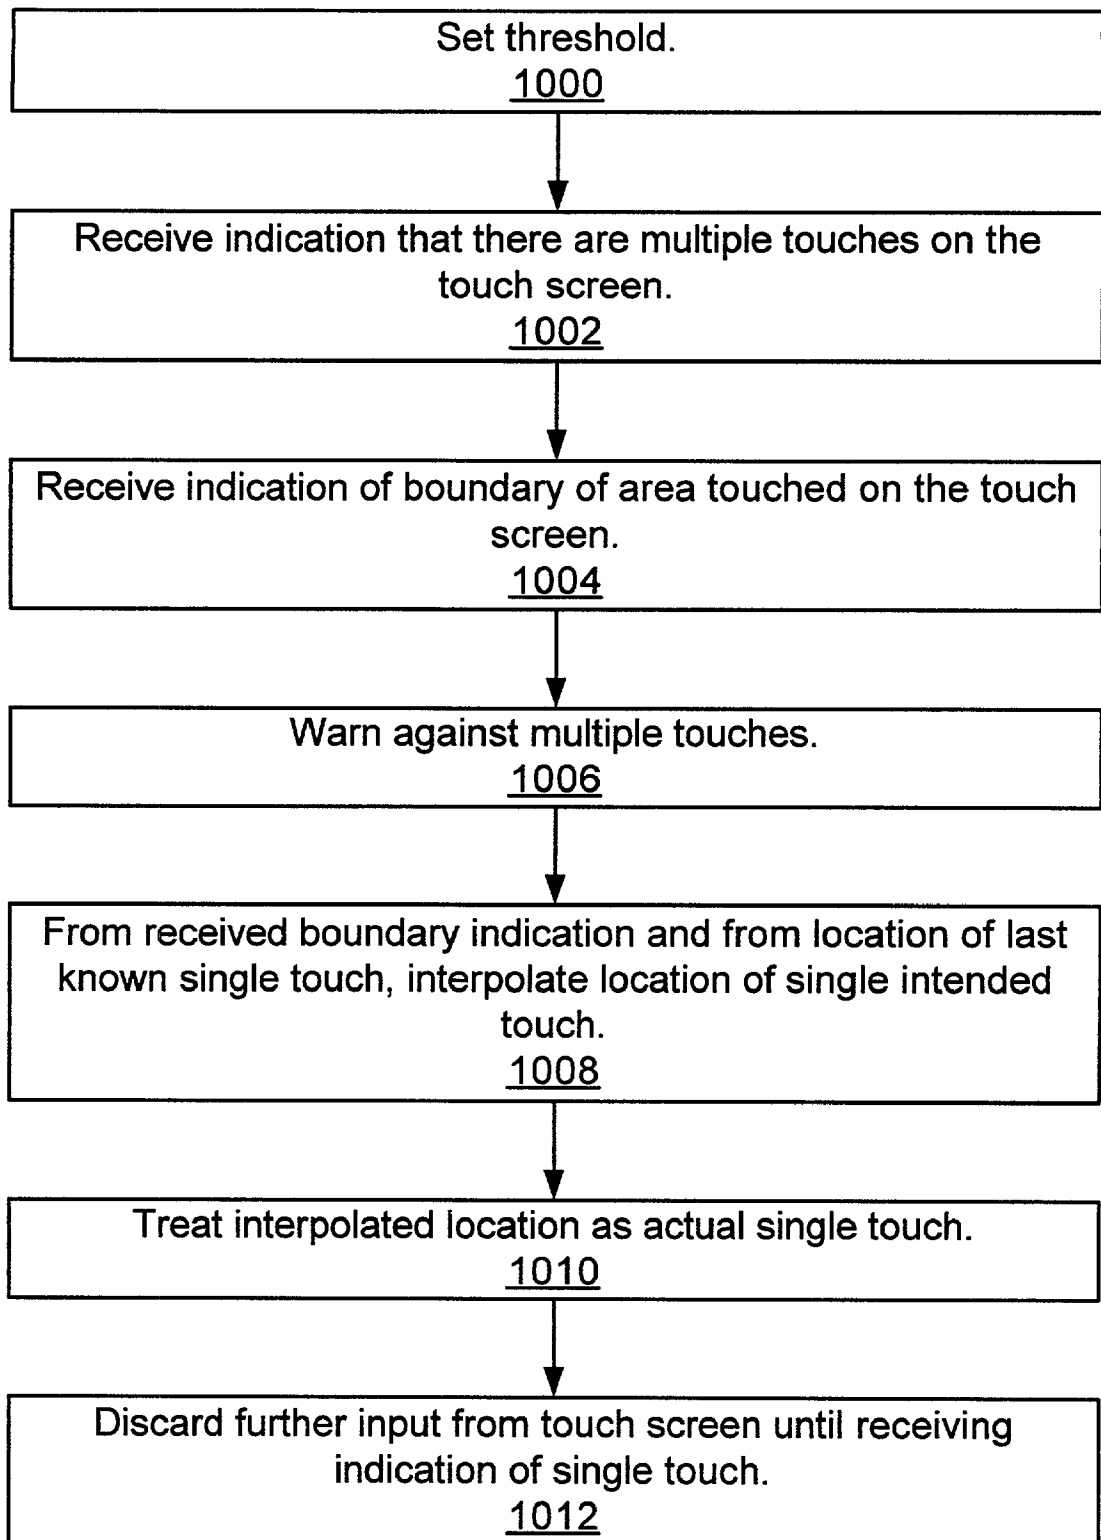 Set threshold.
1000
Receive indication that there are multiple touches on the
touch screen.
1002
Receive indication of boundary of area touched on the touch
screen.
1004
Warn against multiple touches.
1006
From received boundary indication and from location of last
known single touch, interpolate location of single intended
touch.
1008
Treat interpolated location as actual single touch.
1010
Discard further input from touch screen until receiving
indication of single touch.
1012